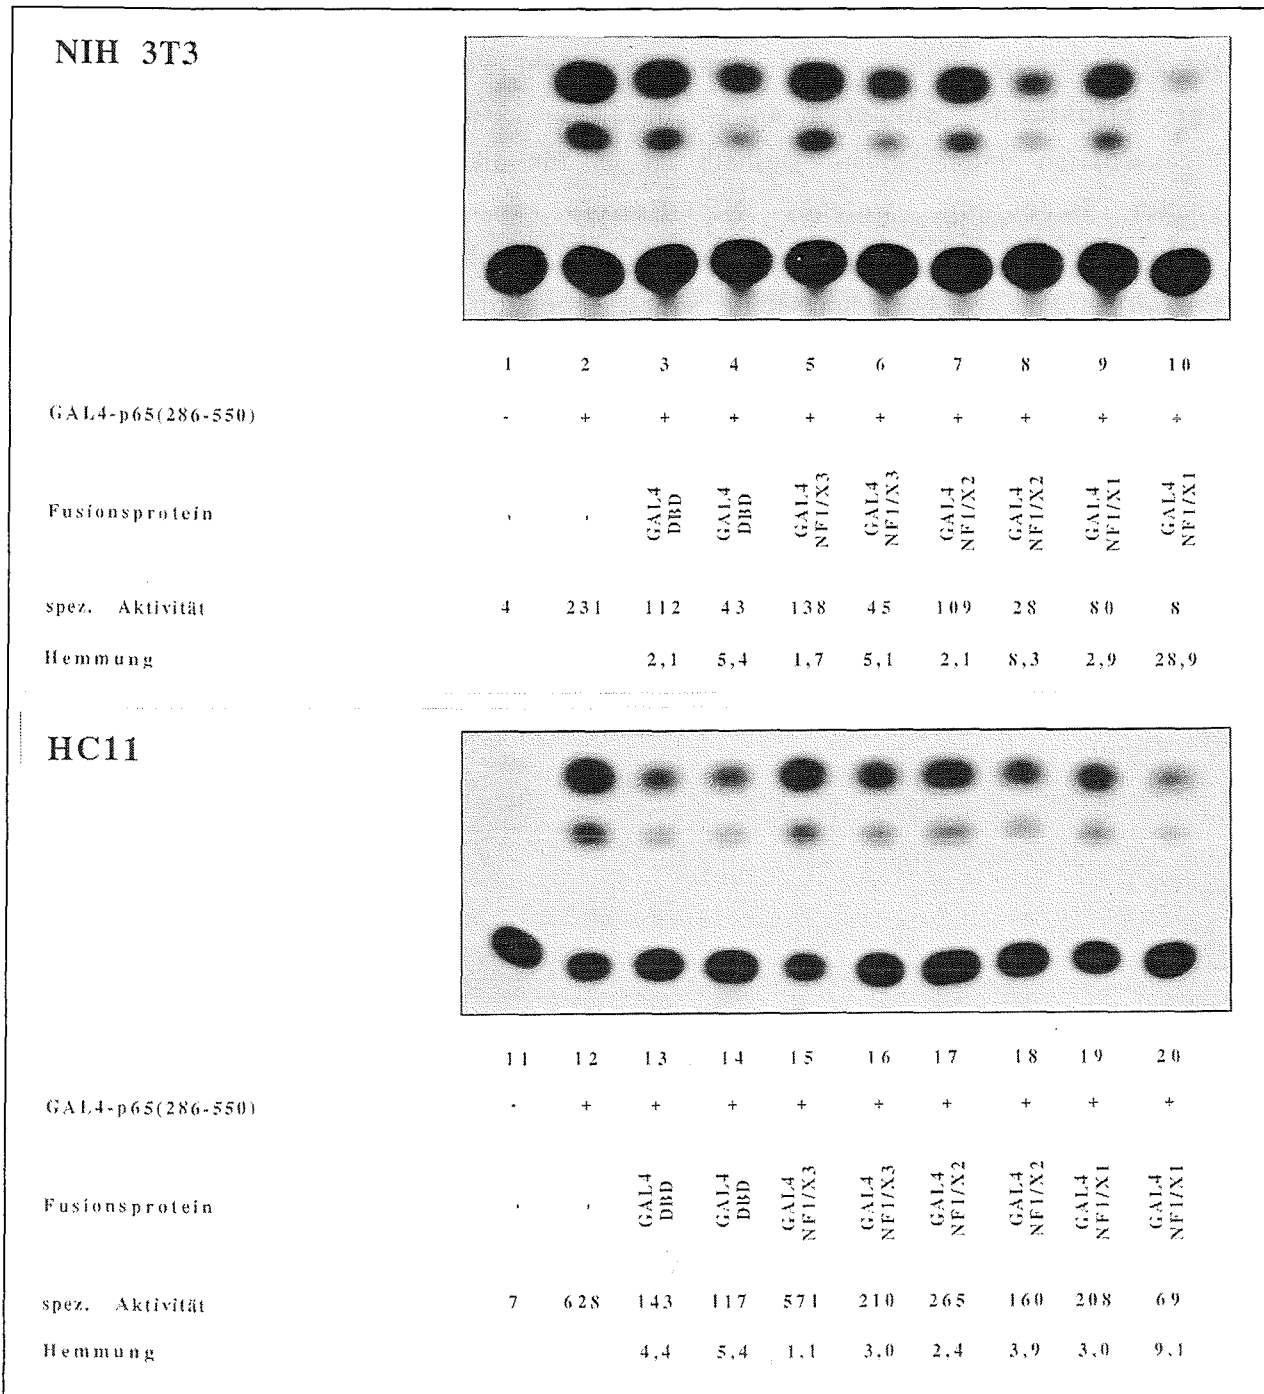 NIH 3T3
1 2 3 4 5 6 7 8 9 10
GAL4-p65(286-550) - + + + + + + + + +
Fusionsprotein - - GAL4 DBD GAL4 DBD GAL4 NF1/X3 GAL4 NF1/X3 GAL4 NF1/X2 GAL4 NF1/X2 GAL4 NF1/X1 GAL4 NF1/X1
spez. Aktivität 4 231 112 43 138 45 109 28 80 8
Hemmung 2,1 5,4 1,7 5,1 2,1 8,3 2,9 28,9
HC11
11 12 13 14 15 16 17 18 19 20
GAL4-p65(286-550) - + + + + + + + + +
Fusionsprotein - - GAL4 DBD GAL4 DBD GAL4 NF1/X3 GAL4 NF1/X3 GAL4 NF1/X2 GAL4 NF1/X2 GAL4 NF1/X1 GAL4 NF1/X1
spez. Aktivität 7 628 143 117 571 210 265 160 208 69
Hemmung 4,4 5,4 1,1 3,0 2,4 3,9 3,0 9,1